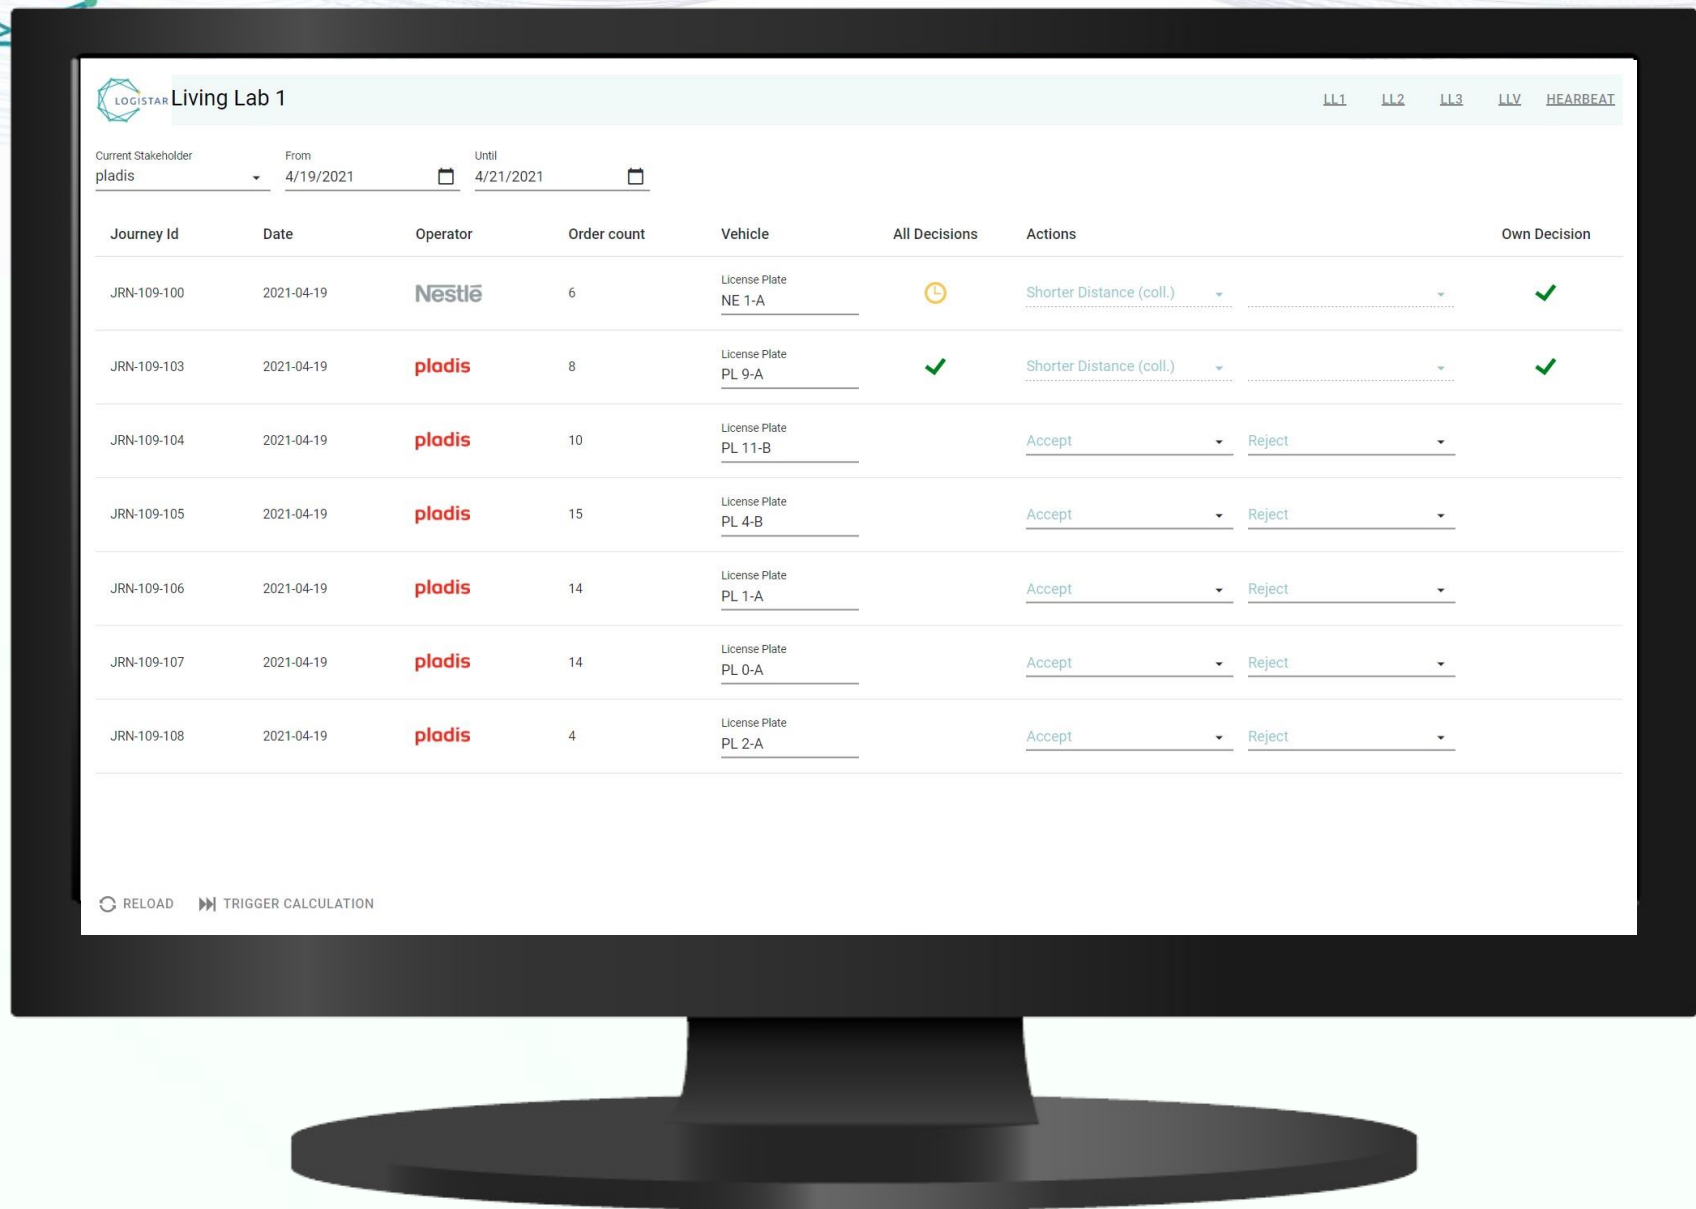 LOGISTAR Living Lab 1 LL1 LL2 LL3 LLV HEARBEAT
Current Stakeholder From Until
pladis 4/19/2021 4/21/2021
Journey Id Date Operator Order count Vehicle All Decisions Actions Own Decision
License Plate
JRN-109-100 2021-04-19 Nestlé 6 NE 1-A Shorter Distance (coll.)
License Plate
JRN-109-103 2021-04-19 pladis 8 PL 9-A Shorter Distance (coll.)
License Plate
JRN-109-104 2021-04-19 pladis 10 PL 11-B Accept Reject
License Plate
JRN-109-105 2021-04-19 pladis 15 PL 4-B Accept Reject
License Plate
JRN-109-106 2021-04-19 pladis 14 PL 1-A Accept Reject
License Plate
JRN-109-107 2021-04-19 pladis 14 PL 0-A Accept Reject
License Plate
JRN-109-108 2021-04-19 pladis 4 PL 2-A Accept Reject
RELOAD TRIGGER CALCULATION